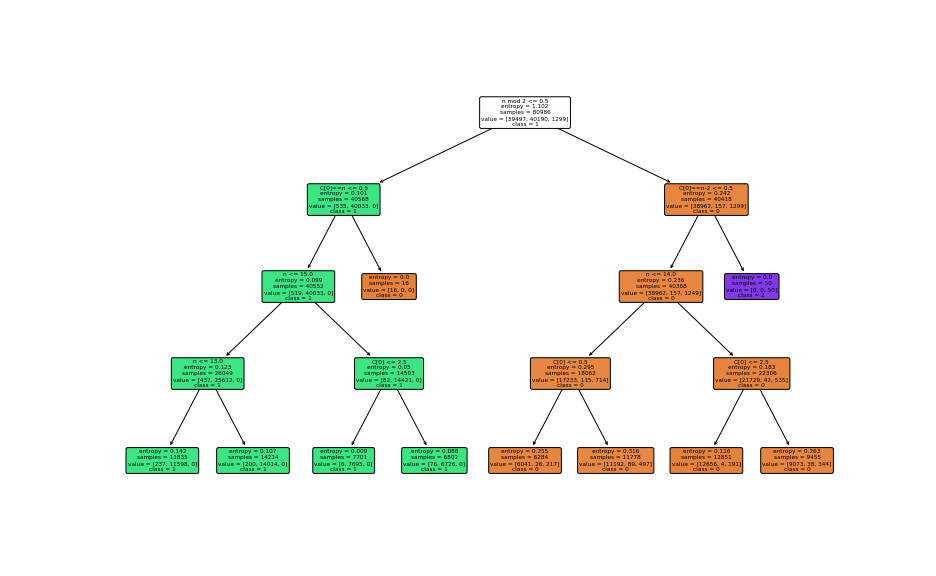 n mod 2 <= 0.5
entropy = 1.102
samples = 80986
value = [39497, 40190, 1299]
class = 1
C[0]==n <= 0.5
entropy = 0.101
samples = 40568
value = [535, 40033, 0]
class = 1
C[0]==n-2 <= 0.5
entropy = 0.242
samples = 40418
value = [38962, 157, 1299]
class = 0
n <= 15.0
entropy = 0.099
samples = 40552
value = [519, 40033, 0]
class = 1
entropy = 0.0
samples = 16
value = [16, 0, 0]
class = 0
n <= 14.0
entropy = 0.236
samples = 40368
value = [38962, 157, 1249]
class = 0
entropy = 0.0
samples = 50
value = [0, 0, 50]
class = 2
n <= 13.0
entropy = 0.123
samples = 26049
value = [437, 25612, 0]
class = 1
C[0] <= 2.5
entropy = 0.05
samples = 14503
value = [82, 14421, 0]
class = 1
C[0] <= 0.5
entropy = 0.295
samples = 18062
value = [17233, 115, 714]
class = 0
C[0] <= 2.5
entropy = 0.183
samples = 22306
value = [21729, 42, 535]
class = 0
entropy = 0.142
samples = 11835
value = [237, 11598, 0]
class = 1
entropy = 0.107
samples = 14214
value = [200, 14014, 0]
class = 1
entropy = 0.009
samples = 7701
value = [6, 7695, 0]
class = 1
entropy = 0.088
samples = 6802
value = [76, 6726, 0]
class = 1
entropy = 0.255
samples = 6284
value = [6041, 26, 217]
class = 0
entropy = 0.316
samples = 11778
value = [11192, 89, 497]
class = 0
entropy = 0.116
samples = 12851
value = [12656, 4, 191]
class = 0
entropy = 0.263
samples = 9455
value = [9073, 38, 344]
class = 0